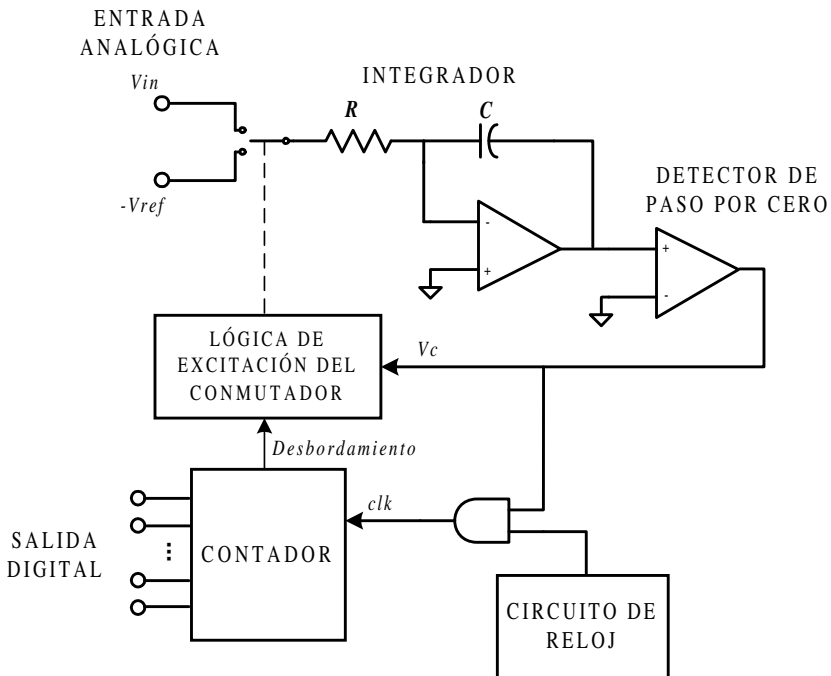 ENTRADA
ANALÓGICA
Vin
-Vref
INTEGRADOR
R
C
-
+
DETECTOR DE
PASO POR CERO
+
-
LÓGICA DE
EXCITACIÓN DEL
CONMUTADOR
Vc
Desbordamiento
clk
SALIDA
DIGITAL
...
CONTADOR
CIRCUITO DE
RELOJ